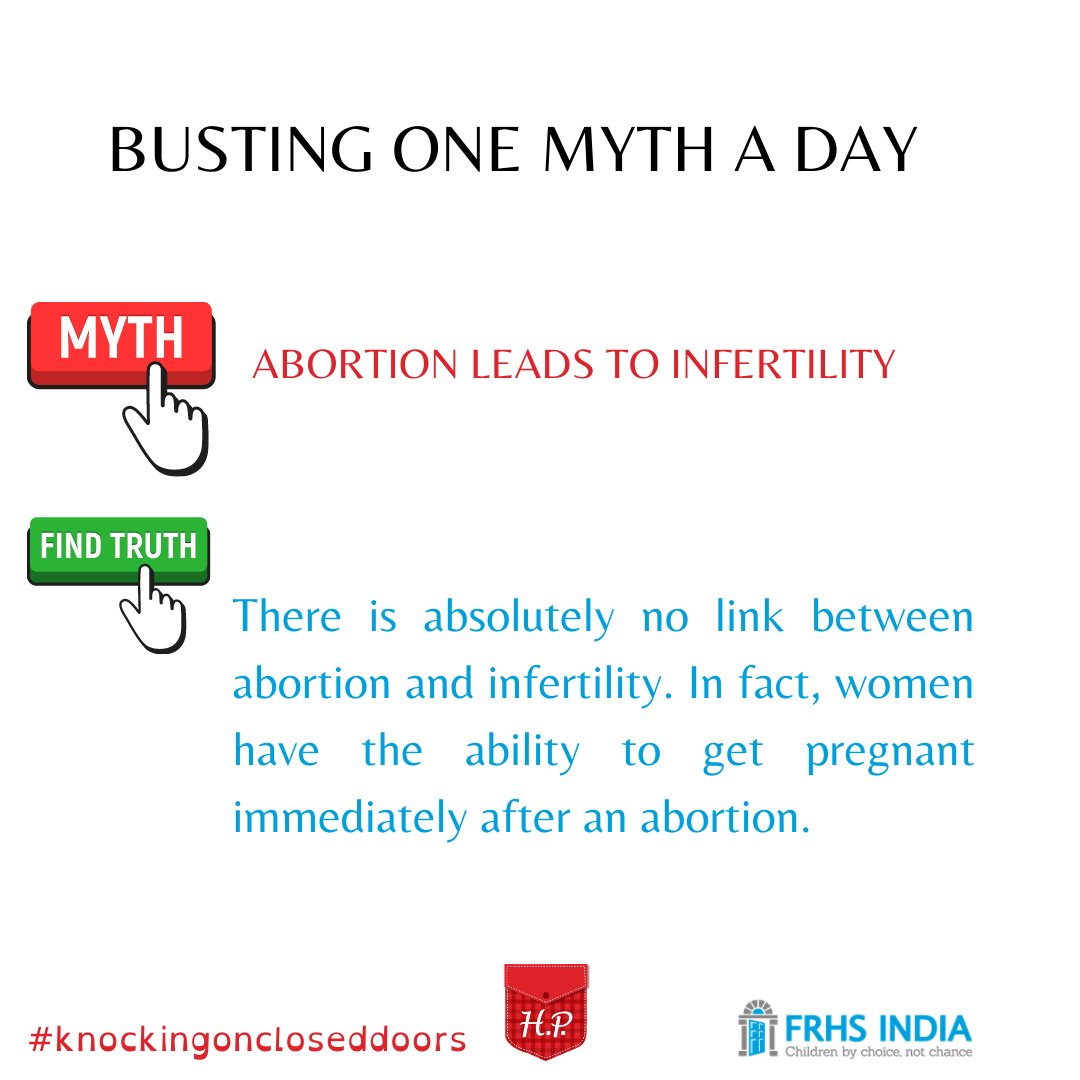 BUSTING ONE MYTH A DAY
MYTH
ABORTION LEADS TO INFERTILITY
FIND TRUTH
There is absolutely no link between
abortion and infertility. In fact, women
have the ability to get pregnant
immediately after an abortion.
#knockingoncloseddoors
H.P.
FRHS INDIA
Children by choice, not chance